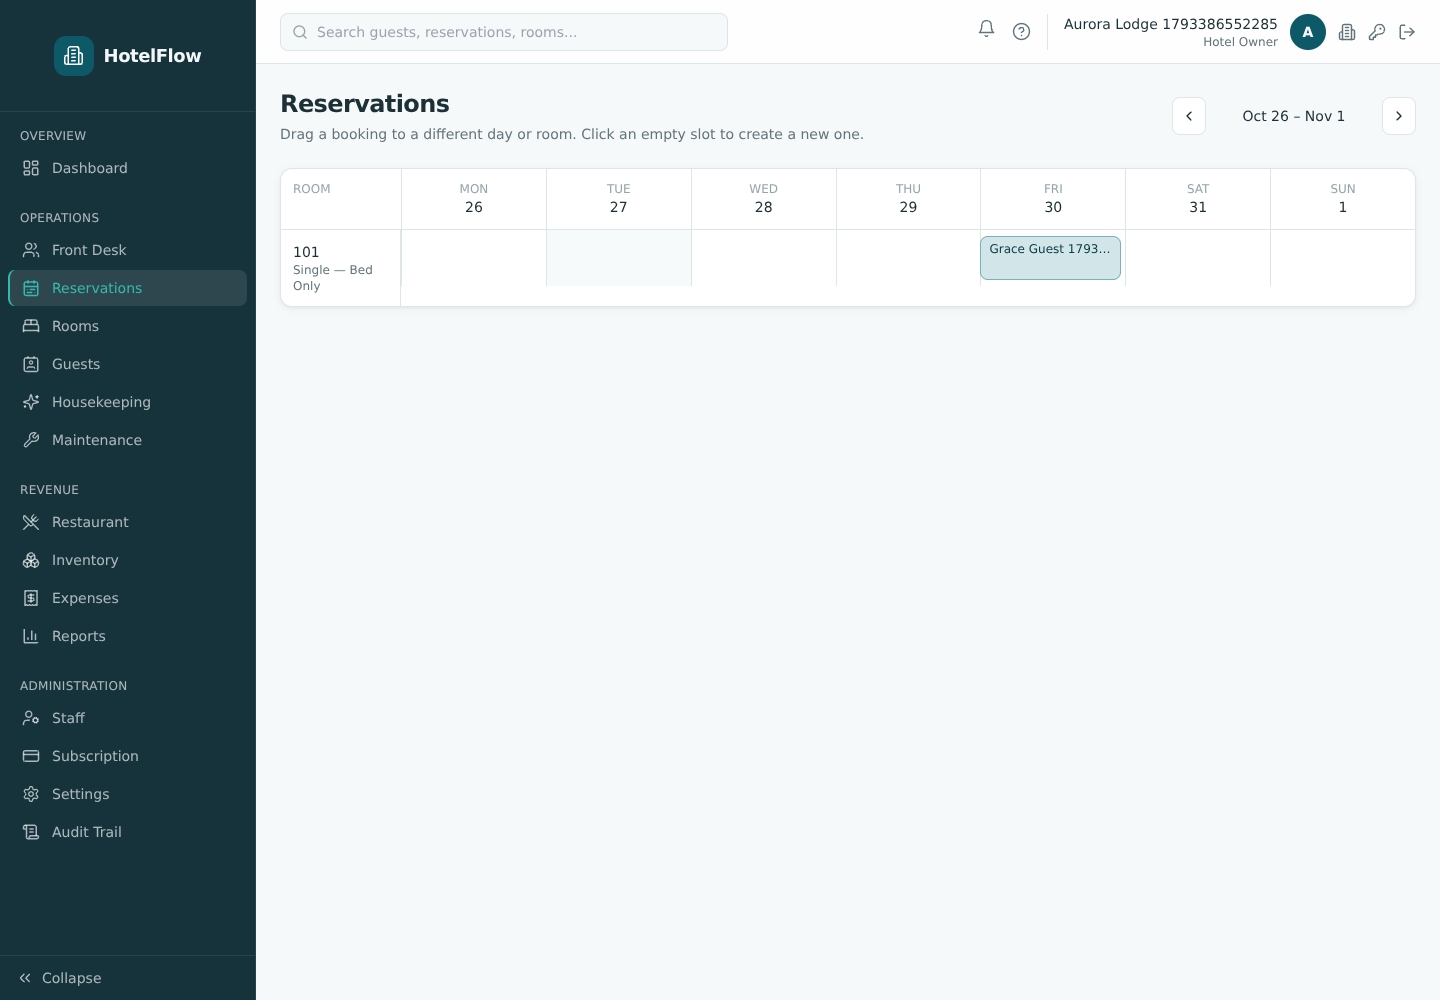 HotelFlow
Search guests, reservations, rooms...
Aurora Lodge 1793386552285
Hotel Owner
A
OVERVIEW
Dashboard
OPERATIONS
Front Desk
Reservations
Rooms
Guests
Housekeeping
Maintenance
REVENUE
Restaurant
Inventory
Expenses
Reports
ADMINISTRATION
Staff
Subscription
Settings
Audit Trail
Collapse
Reservations
Drag a booking to a different day or room. Click an empty slot to create a new one.
Oct 26 – Nov 1
ROOM MON TUE WED THU FRI SAT SUN
26 27 28 29 30 31 1
101
Single — Bed
Only
Grace Guest 1793...